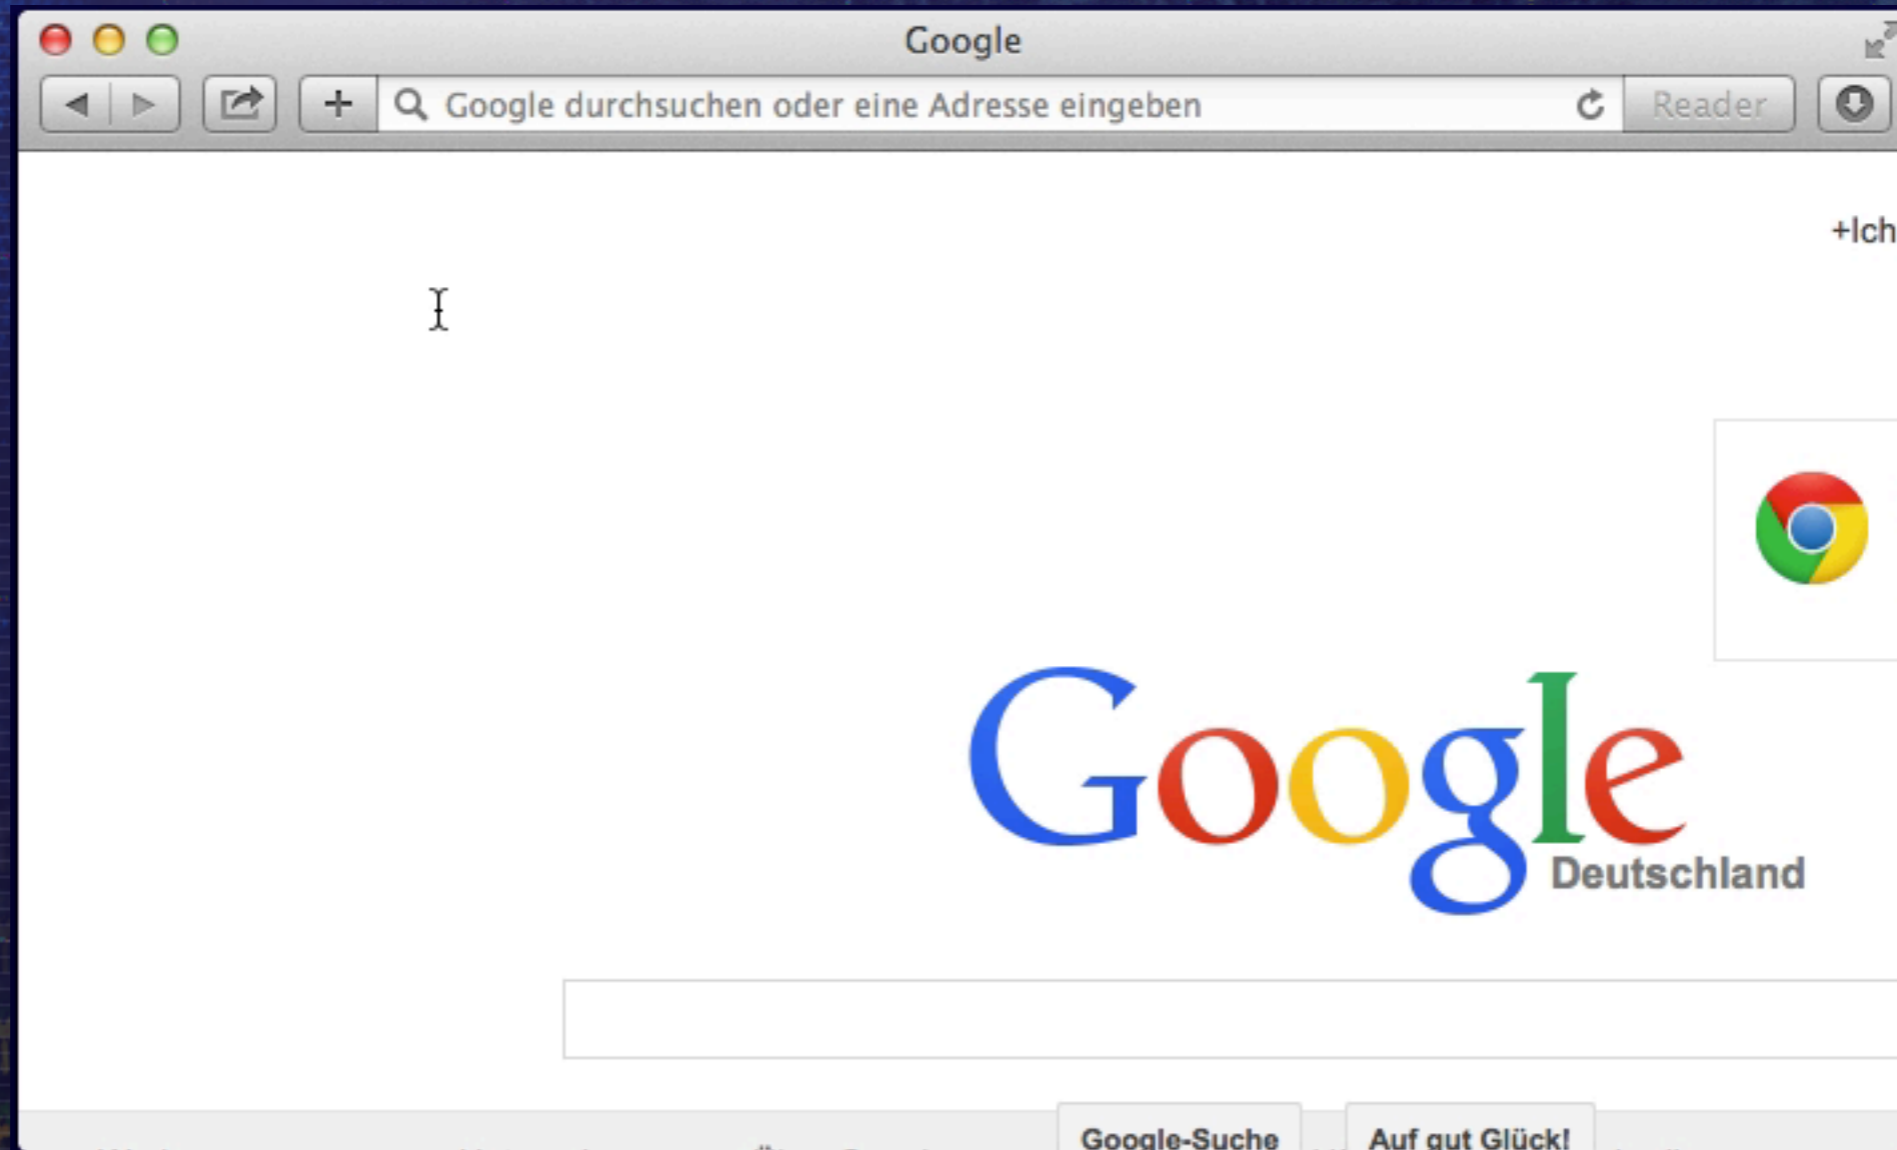 Google
Google durchsuchen oder eine Adresse eingeben
Reader
+Ich
Google
Deutschland
Google-Suche
Auf gut Glück!